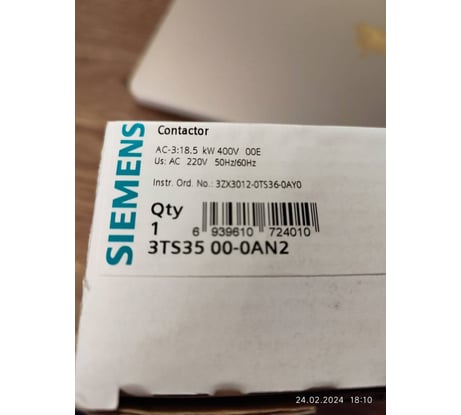 SIEMENS
Contactor
AC-3:18.5 kW 400V 00E
Us: AC 220V 50Hz/60Hz
Instr. Ord. No.: 3ZX3012-0TS36-0AY0
Qty
1
6 939610 724010
3TS35 00-0AN2
24.02.2024 18:10